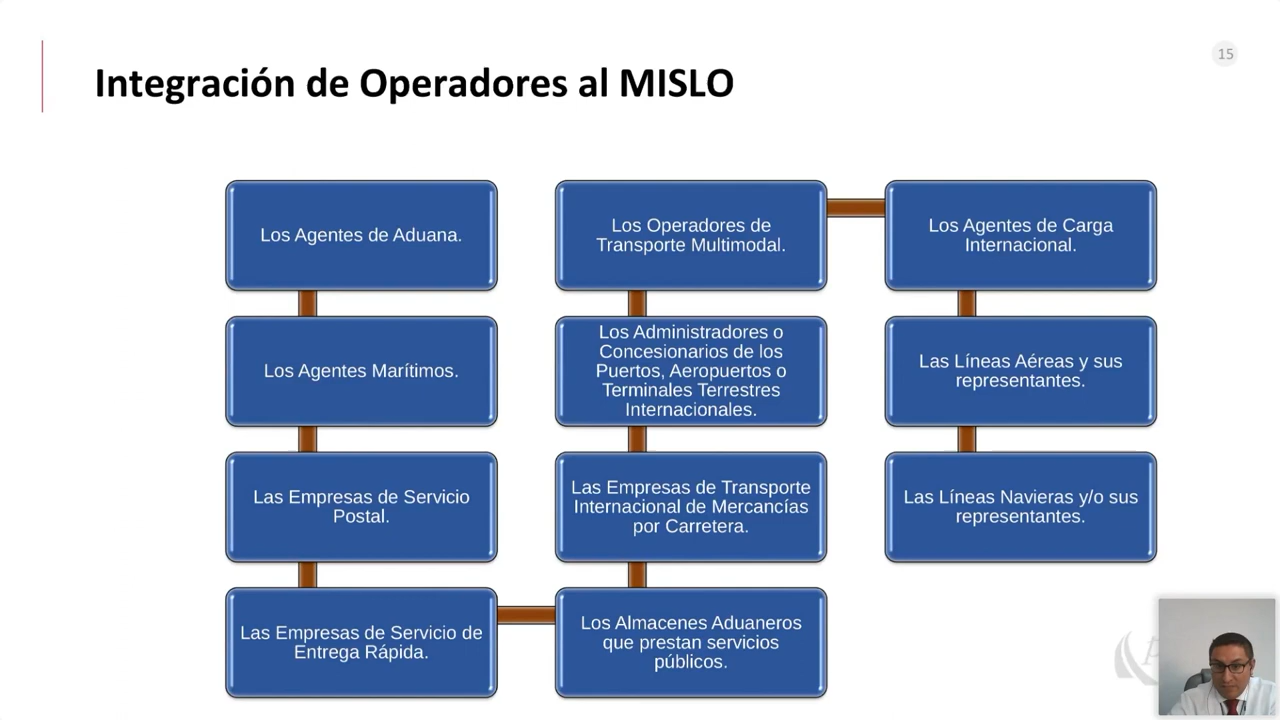 15
Integración de Operadores al MISLO
Los Agentes de Aduana.
Los Agentes Marítimos.
Las Empresas de Servicio
Postal.
Las Empresas de Servicio de
Entrega Rápida.
Los Almacenes Aduaneros
que prestan servicios
públicos.
Las Empresas de Transporte
Internacional de Mercancías
por Carretera.
Los Administradores o
Concesionarios de los
Puertos, Aeropuertos o
Terminales Terrestres
Internacionales.
Los Operadores de
Transporte Multimodal.
Los Agentes de Carga
Internacional.
Las Líneas Aéreas y sus
representantes.
Las Líneas Navieras y/o sus
representantes.